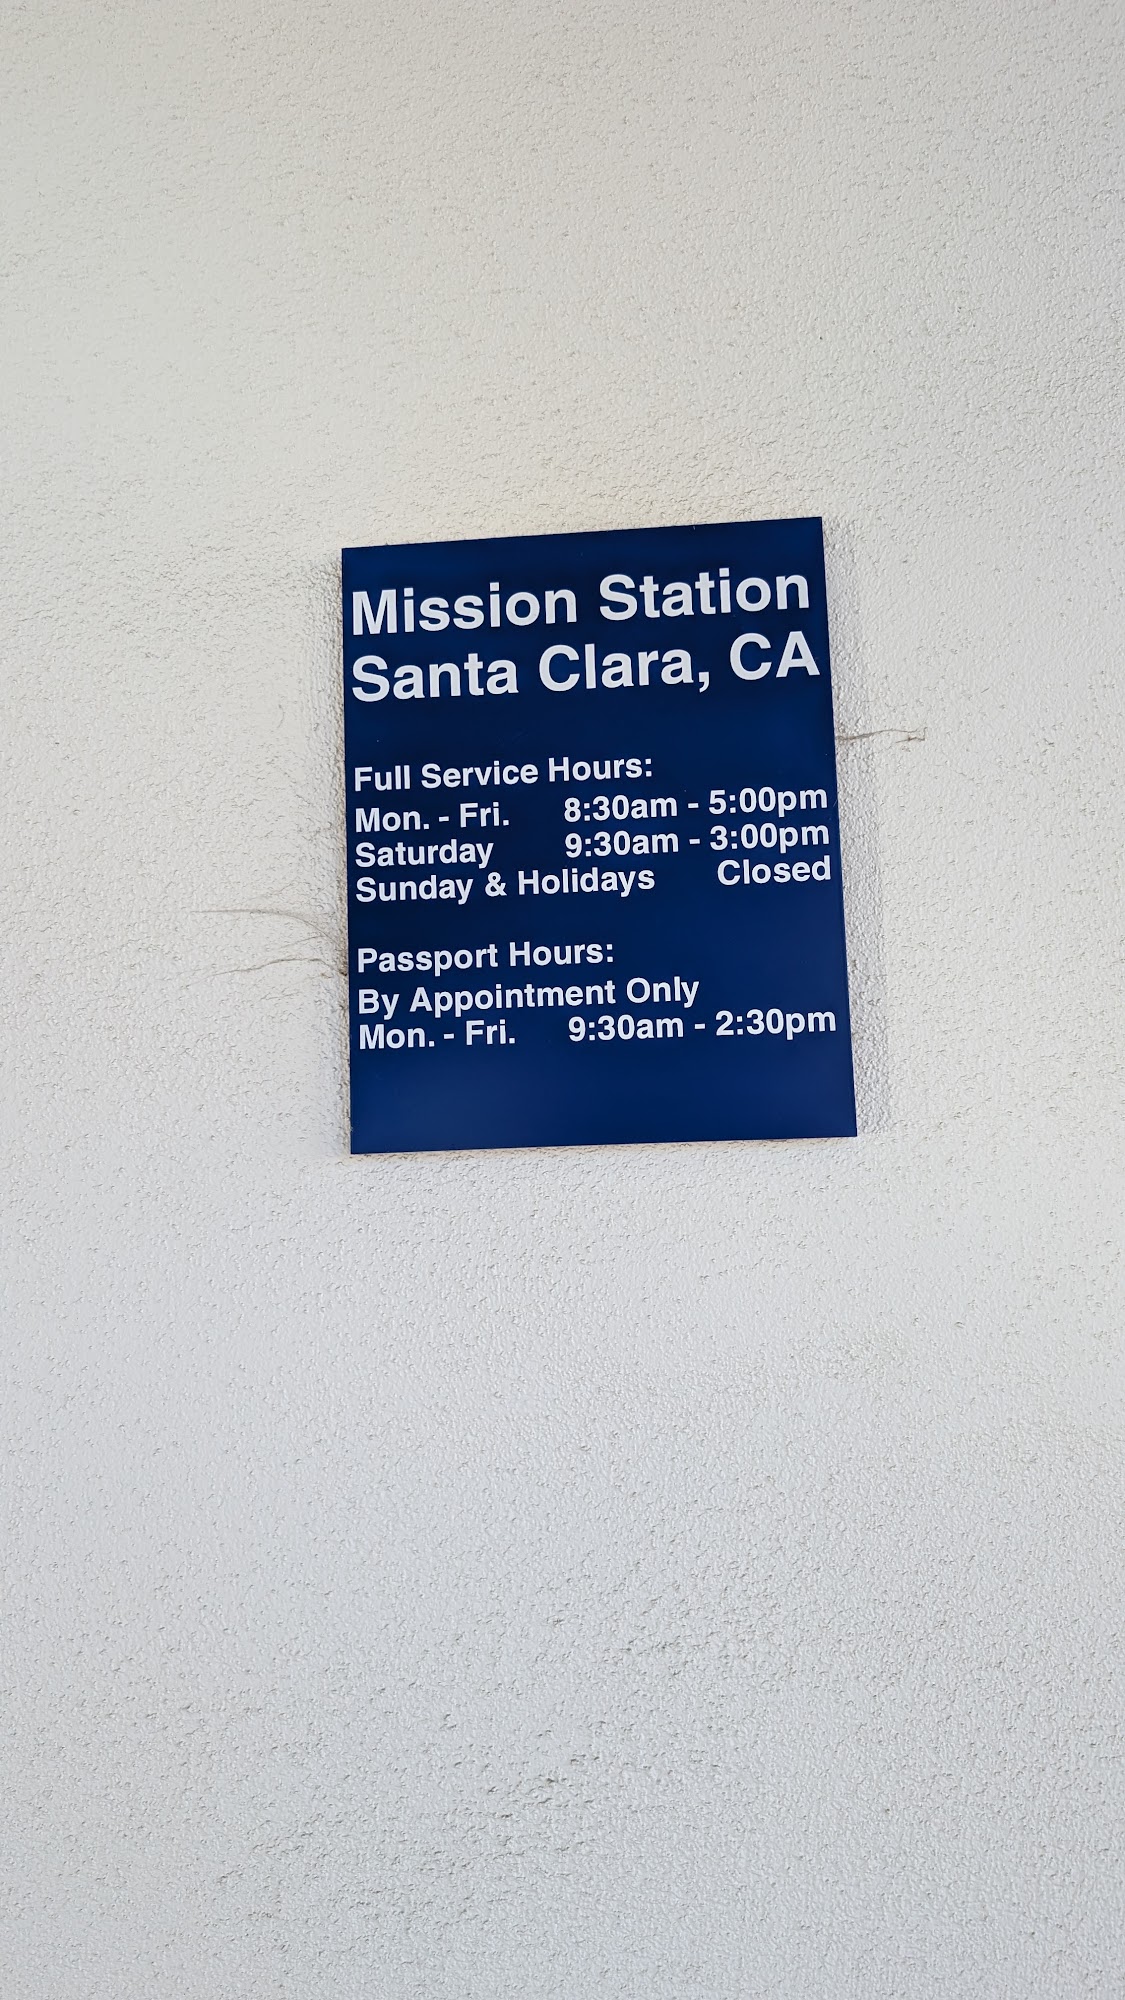 Mission Station
Santa Clara, CA
Full Service Hours:
Mon. - Fri. 8:30am - 5:00pm
Saturday 9:30am - 3:00pm
Sunday & Holidays Closed
Passport Hours:
By Appointment Only
Mon. - Fri. 9:30am - 2:30pm